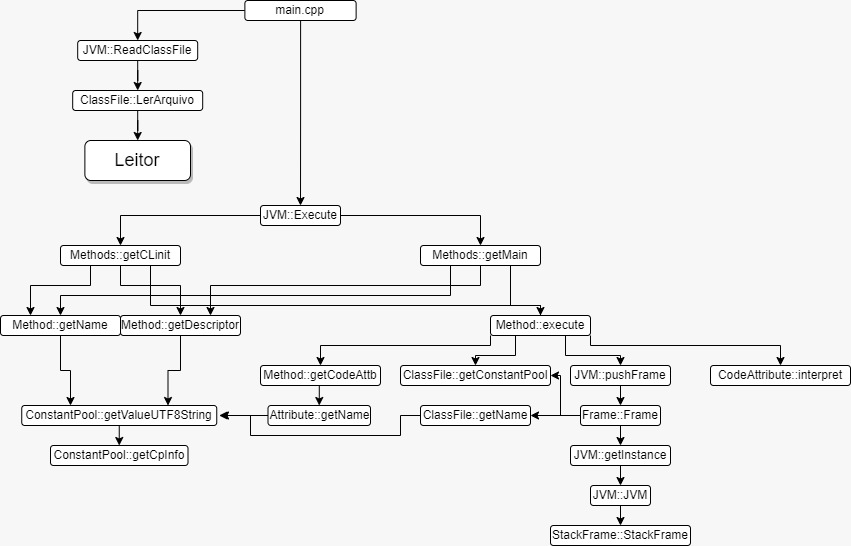 main.cpp
JVM::ReadClassFile
ClassFile::LerArquivo
Leitor
JVM::Execute
Methods::getCLinit
Methods::getMain
Method::getName
Method::getDescriptor
Method::execute
Method::getCodeAttb
ClassFile::getConstantPool
JVM::pushFrame
CodeAttribute::interpret
ConstantPool::getValueUTF8String
Attribute::getName
ClassFile::getName
Frame::Frame
ConstantPool::getCpInfo
JVM::getInstance
JVM::JVM
StackFrame::StackFrame